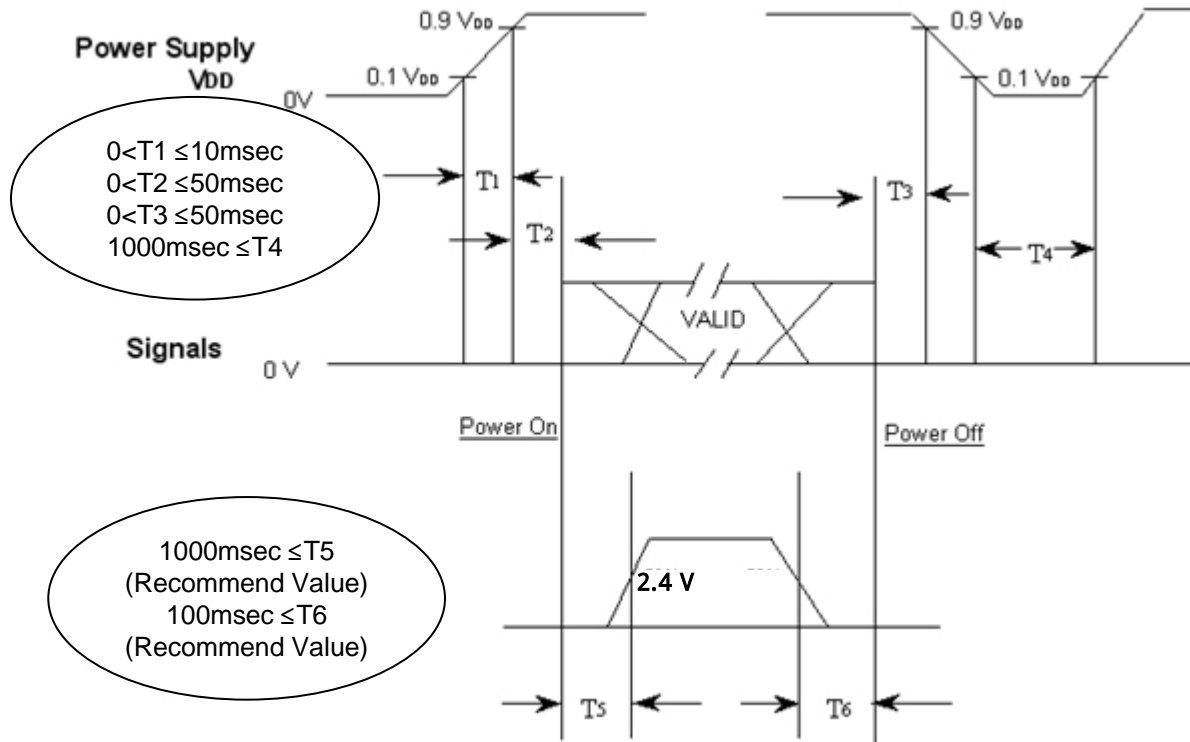 0.9 VDD
0.9 VDD
Power Supply
VDD
0.1 VDD
0.1 VDD
0V
0<T1 ≤10msec
0<T2 ≤50msec
0<T3 ≤50msec
1000msec ≤T4
T1
T3
T2
T4
VALID
Signals
0 V
Power On
Power Off
1000msec ≤T5
(Recommend Value)
100msec ≤T6
(Recommend Value)
2.4 V
T5
T6